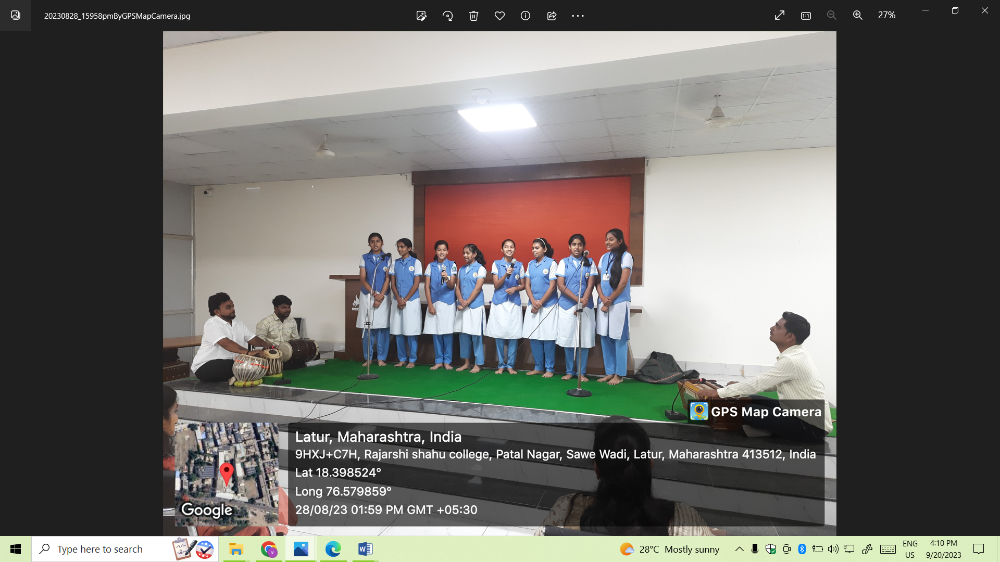 20230828_15958pmByGPSMapCamera.jpg
27%
GPS Map Camera
Latur, Maharashtra, India
9HXJ+C7H, Rajarshi shahu college, Patal Nagar, Sawe Wadi, Latur, Maharashtra 413512, India
Lat 18.398524°
Long 76.579859°
28/08/23 01:59 PM GMT +05:30
Google
Type here to search
28°C Mostly sunny
ENG
US
4:10 PM
9/20/2023